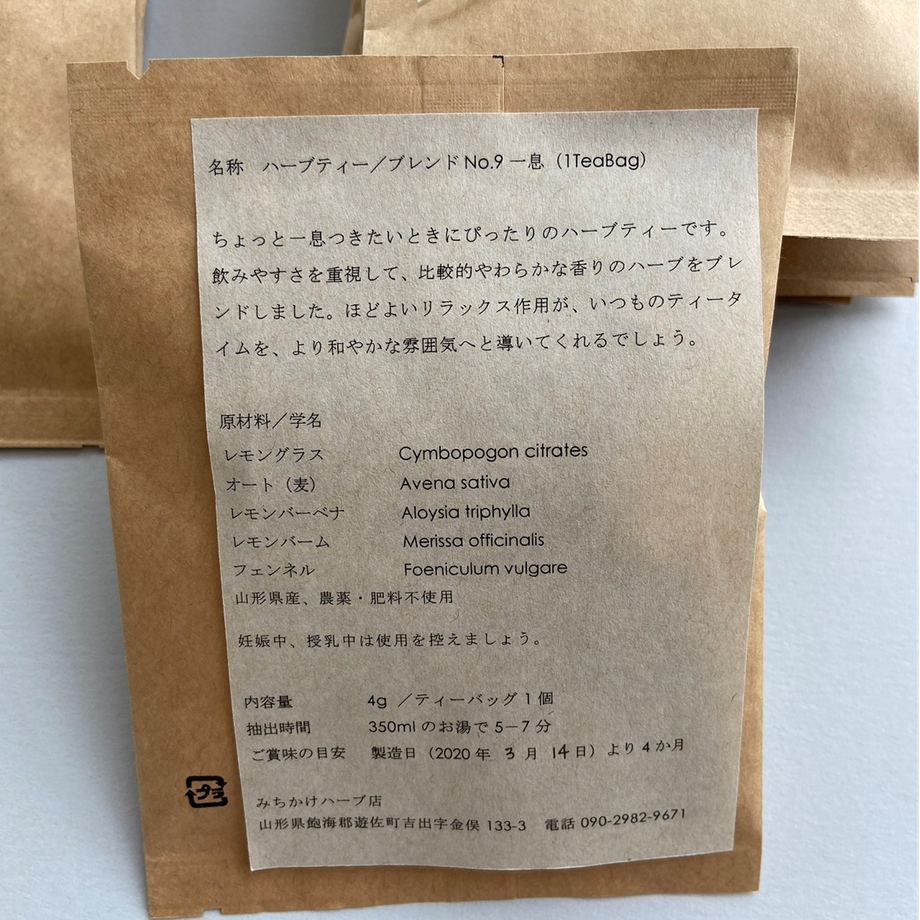 名称 ハーブティー／ブレンド No.9 一息（1TeaBag）
ちょっと一息つきたいときにぴったりのハーブティーです。
飲みやすさを重視して、比較的やわらかな香りのハーブをブレ
ンドしました。ほどよいリラックス作用が、いつものティータ
イムを、より和やかな雰囲気へと導いてくれるでしょう。
原材料／学名
レモングラス Cymbopogon citrates
オート（麦） Avena sativa
レモンバーベナ Aloysia triphylla
レモンバーム Merissa officinalis
フェンネル Foeniculum vulgare
山形県産、農薬・肥料不使用
妊娠中、授乳中は使用を控えましょう。
内容量 4g ／ティーバッグ 1 個
抽出時間 350ml のお湯で 5－7 分
ご賞味の目安 製造日（2020 年 3 月 14 日）より 4 か月
プラ
みちかけハーブ店
山形県飽海郡遊佐町吉出字金俣 133-3 電話 090-2982-9671